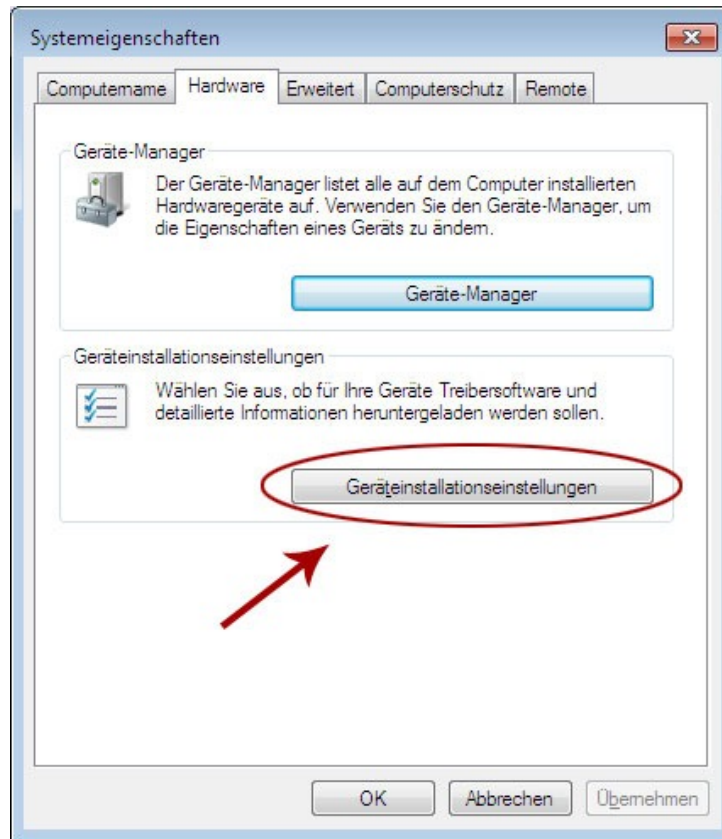 Systemeigenschaften
Computername Hardware Erweitert Computerschutz Remote
Geräte-Manager
Der Geräte-Manager listet alle auf dem Computer installierten
Hardwaregeräte auf. Verwenden Sie den Geräte-Manager, um
die Eigenschaften eines Geräts zu ändern.
Geräte-Manager
Geräteinstallationseinstellungen
Wählen Sie aus, ob für Ihre Geräte Treibersoftware und
detaillierte Informationen heruntergeladen werden sollen.
Geräteinstallationseinstellungen
OK Abbrechen Übernehmen